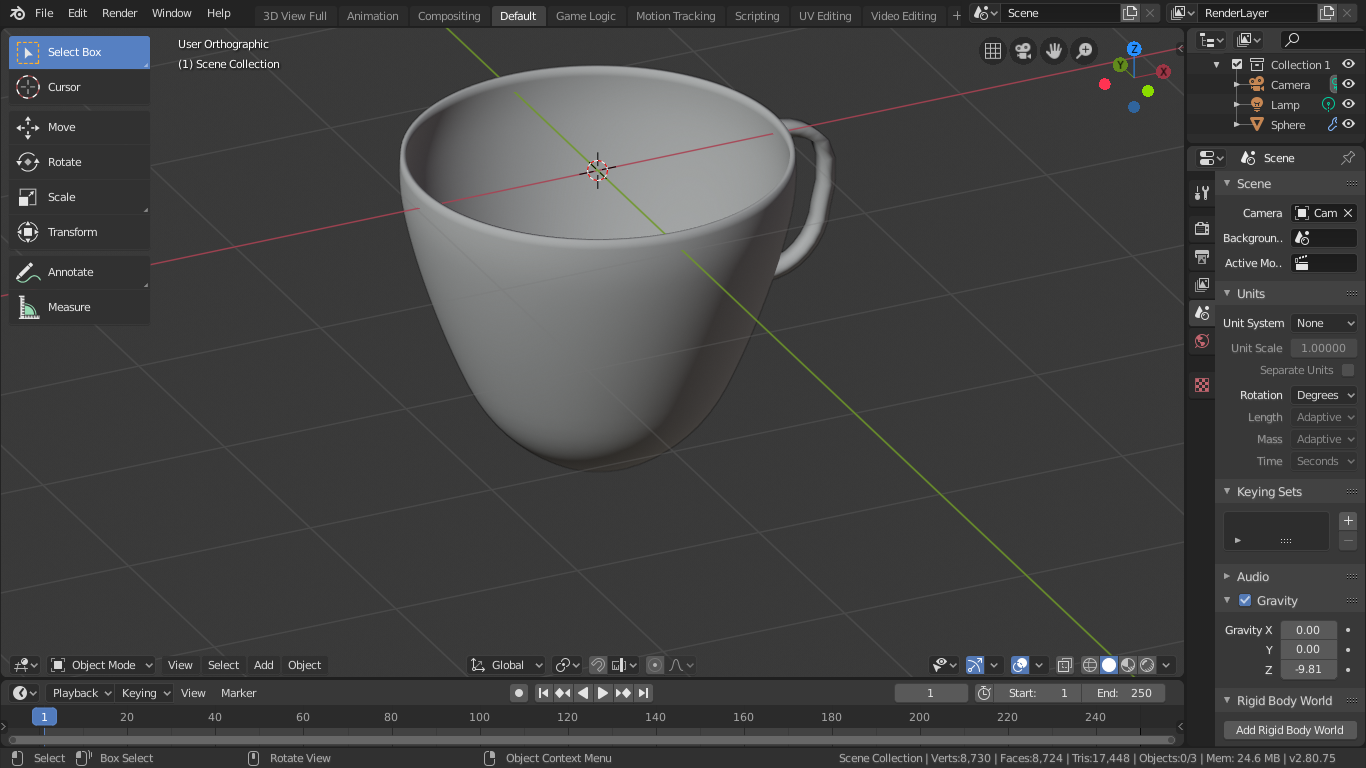 File Edit Render Window Help 3D View Full Animation Compositing Default Game Logic Motion Tracking Scripting UV Editing Video Editing + Scene RenderLayer
Select Box
Cursor
Move
Rotate
Scale
Transform
Annotate
Measure
User Orthographic
(1) Scene Collection
Z
Y
X
Collection 1
Camera
Lamp
Sphere
Scene
Scene
Camera Cam
Backgroun..
Active Mo..
Units
Unit System None
Unit Scale 1.00000
Separate Units
Rotation Degrees
Length Adaptive
Mass Adaptive
Time Seconds
Keying Sets
Audio
Gravity
Gravity X 0.00
Y 0.00
Z -9.81
Rigid Body World
Add Rigid Body World
Object Mode View Select Add Object Global
Playback Keying View Marker 1 Start: 1 End: 250
1 20 40 60 80 100 120 140 160 180 200 220 240
Select Box Select Rotate View Object Context Menu Scene Collection | Verts:8,730 | Faces:8,724 | Tris:17,448 | Objects:0/3 | Mem: 24.6 MB | v2.80.75